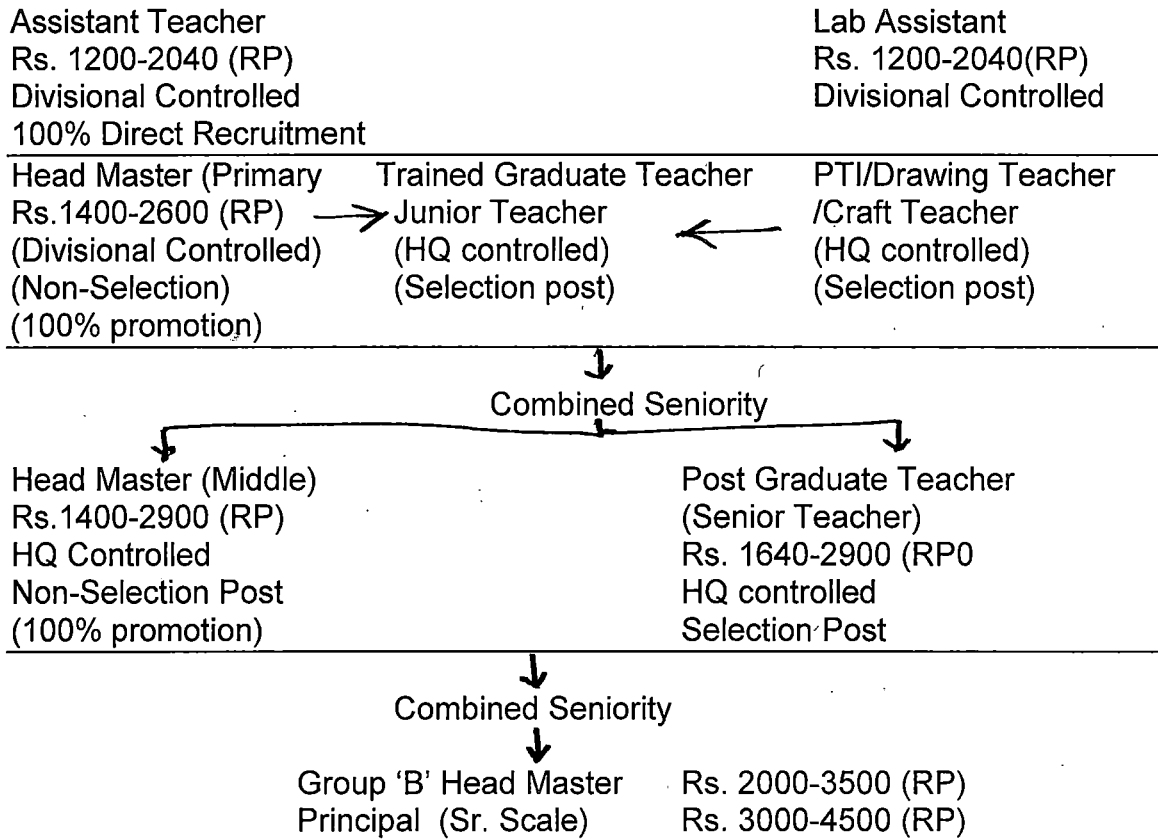 Assistant Teacher
Rs. 1200-2040 (RP)
Divisional Controlled
100% Direct Recruitment
Lab Assistant
Rs. 1200-2040(RP)
Divisional Controlled
Head Master (Primary
Rs.1400-2600 (RP)
(Divisional Controlled)
(Non-Selection)
(100% promotion)
Trained Graduate Teacher
Junior Teacher
(HQ controlled)
(Selection post)
PTI/Drawing Teacher
/Craft Teacher
(HQ controlled)
(Selection post)
Combined Seniority
Head Master (Middle)
Rs.1400-2900 (RP)
HQ Controlled
Non-Selection Post
(100% promotion)
Post Graduate Teacher
(Senior Teacher)
Rs. 1640-2900 (RP0
HQ controlled
Selection Post
Combined Seniority
Group ‘B’ Head Master Rs. 2000-3500 (RP)
Principal (Sr. Scale) Rs. 3000-4500 (RP)